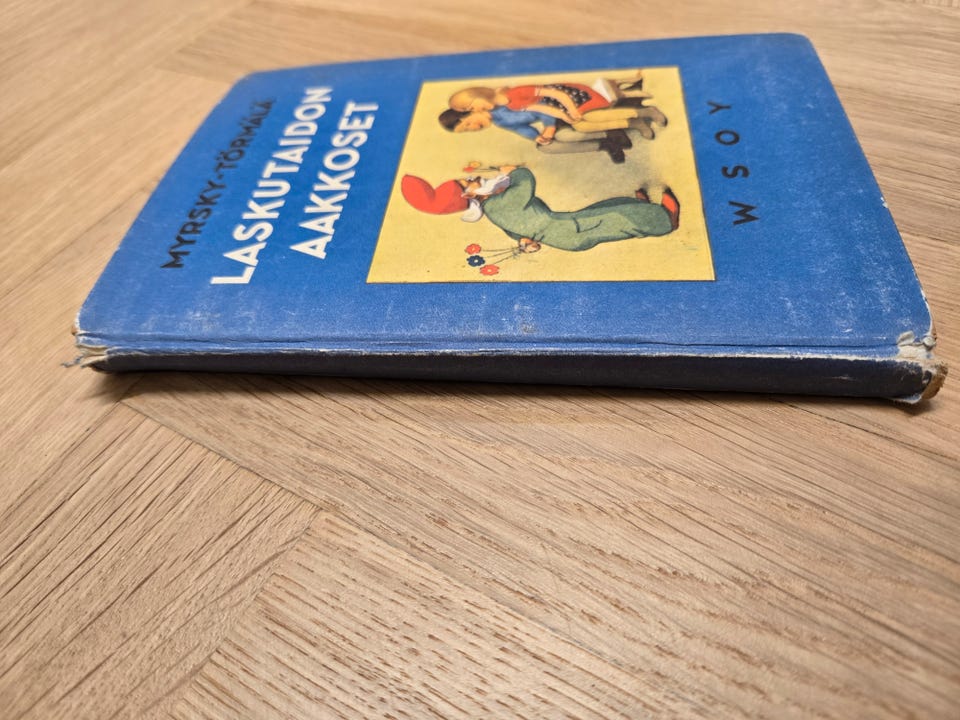 MYRSKY-TÖRMÄLÄ
LASKUTAIDON
AAKKOSET
WSOY